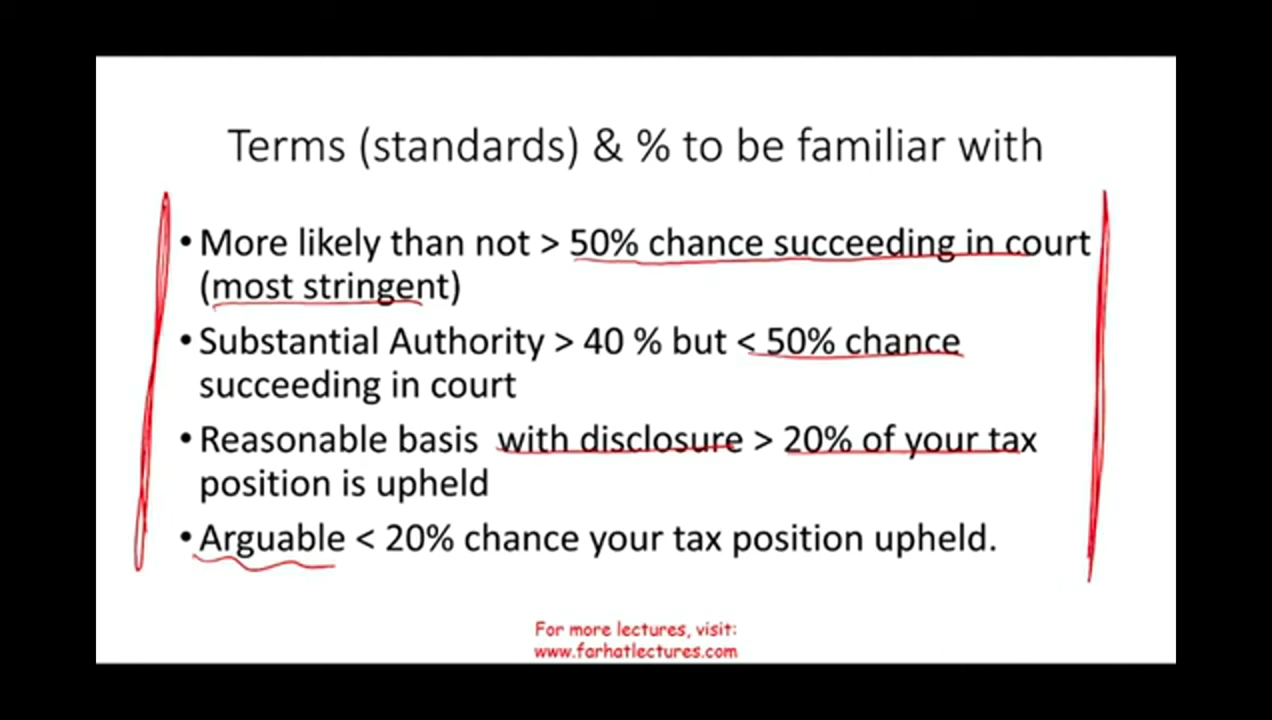 Terms (standards) & % to be familiar with
• More likely than not > 50% chance succeeding in court
(most stringent)
• Substantial Authority > 40 % but < 50% chance
succeeding in court
• Reasonable basis with disclosure > 20% of your tax
position is upheld
• Arguable < 20% chance your tax position upheld.
For more lectures, visit:
www.farhatlectures.com